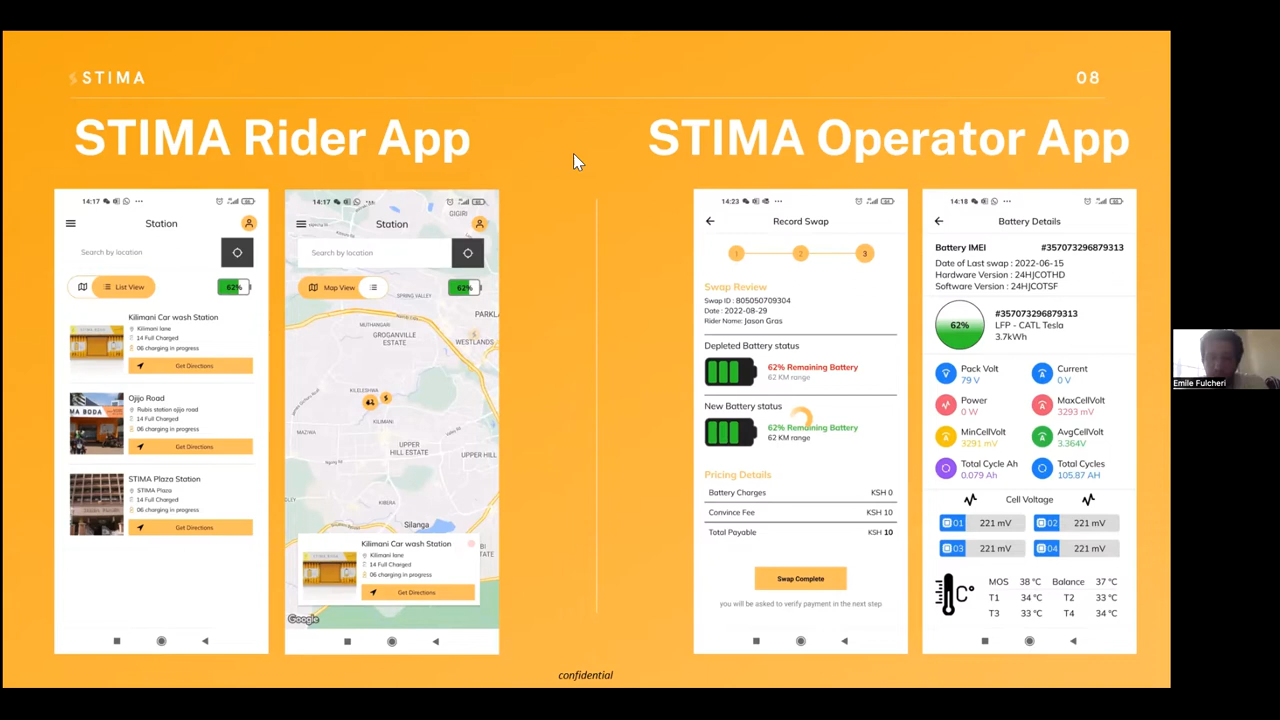 STIMA
08
STIMA Rider App
STIMA Operator App
14:17
Station
Search by location
List View
62%
Kilimani Car wash Station
Kilimani lane
14 Full Charged
06 charging in progress
Get Directions
Ojijo Road
Rubis station ojijo road
14 Full Charged
06 charging in progress
Get Directions
STIMA Plaza Station
STIMA Plaza
14 Full Charged
06 charging in progress
Get Directions
14:17
GIGIRI
Station
Search by location
Map View
62%
SPRING VALLEY
PARKL
MUTHANGARI
GROGANVILLE
ESTATE
WESTLANDS
KILELESHWA
KILIMANI
MAZIWA
UPPER
HILL ESTATE
UPPER HILL
Ngong Rd
KIBERA
Silanga
Kilimani Car wash Station
Kilimani lane
14 Full Charged
06 charging in progress
Get Directions
Google
14:23
Record Swap
1
2
3
Swap Review
Swap ID : 805050709304
Date : 2022-08-29
Rider Name: Jason Gras
Depleted Battery status
62% Remaining Battery
62 KM range
New Battery status
62% Remaining Battery
62 KM range
Pricing Details
Battery Charges KSH 0
Convince Fee KSH 10
Total Payable KSH 10
Swap Complete
you will be asked to verify payment in the next step
14:18
Battery Details
Battery IMEI #357073296879313
Date of Last swap : 2022-06-15
Hardware Version : 24HJCOTHD
Software Version : 24HJCOTSF
62%
#357073296879313
LFP - CATL Tesla
3.7kWh
Pack Volt
79 V
Current
0 V
Power
0 W
MaxCellVolt
3293 mV
MinCellVolt
3291 mV
AvgCellVolt
3.364V
Total Cycle Ah
0.079 Ah
Total Cycles
105.87 AH
Cell Voltage
01 221 mV
02 221 mV
03 221 mV
04 221 mV
C°
MOS 38 °C Balance 37 °C
T1 34 °C T2 33 °C
T3 33 °C T4 34 °C
confidential
Emile Fulcheri